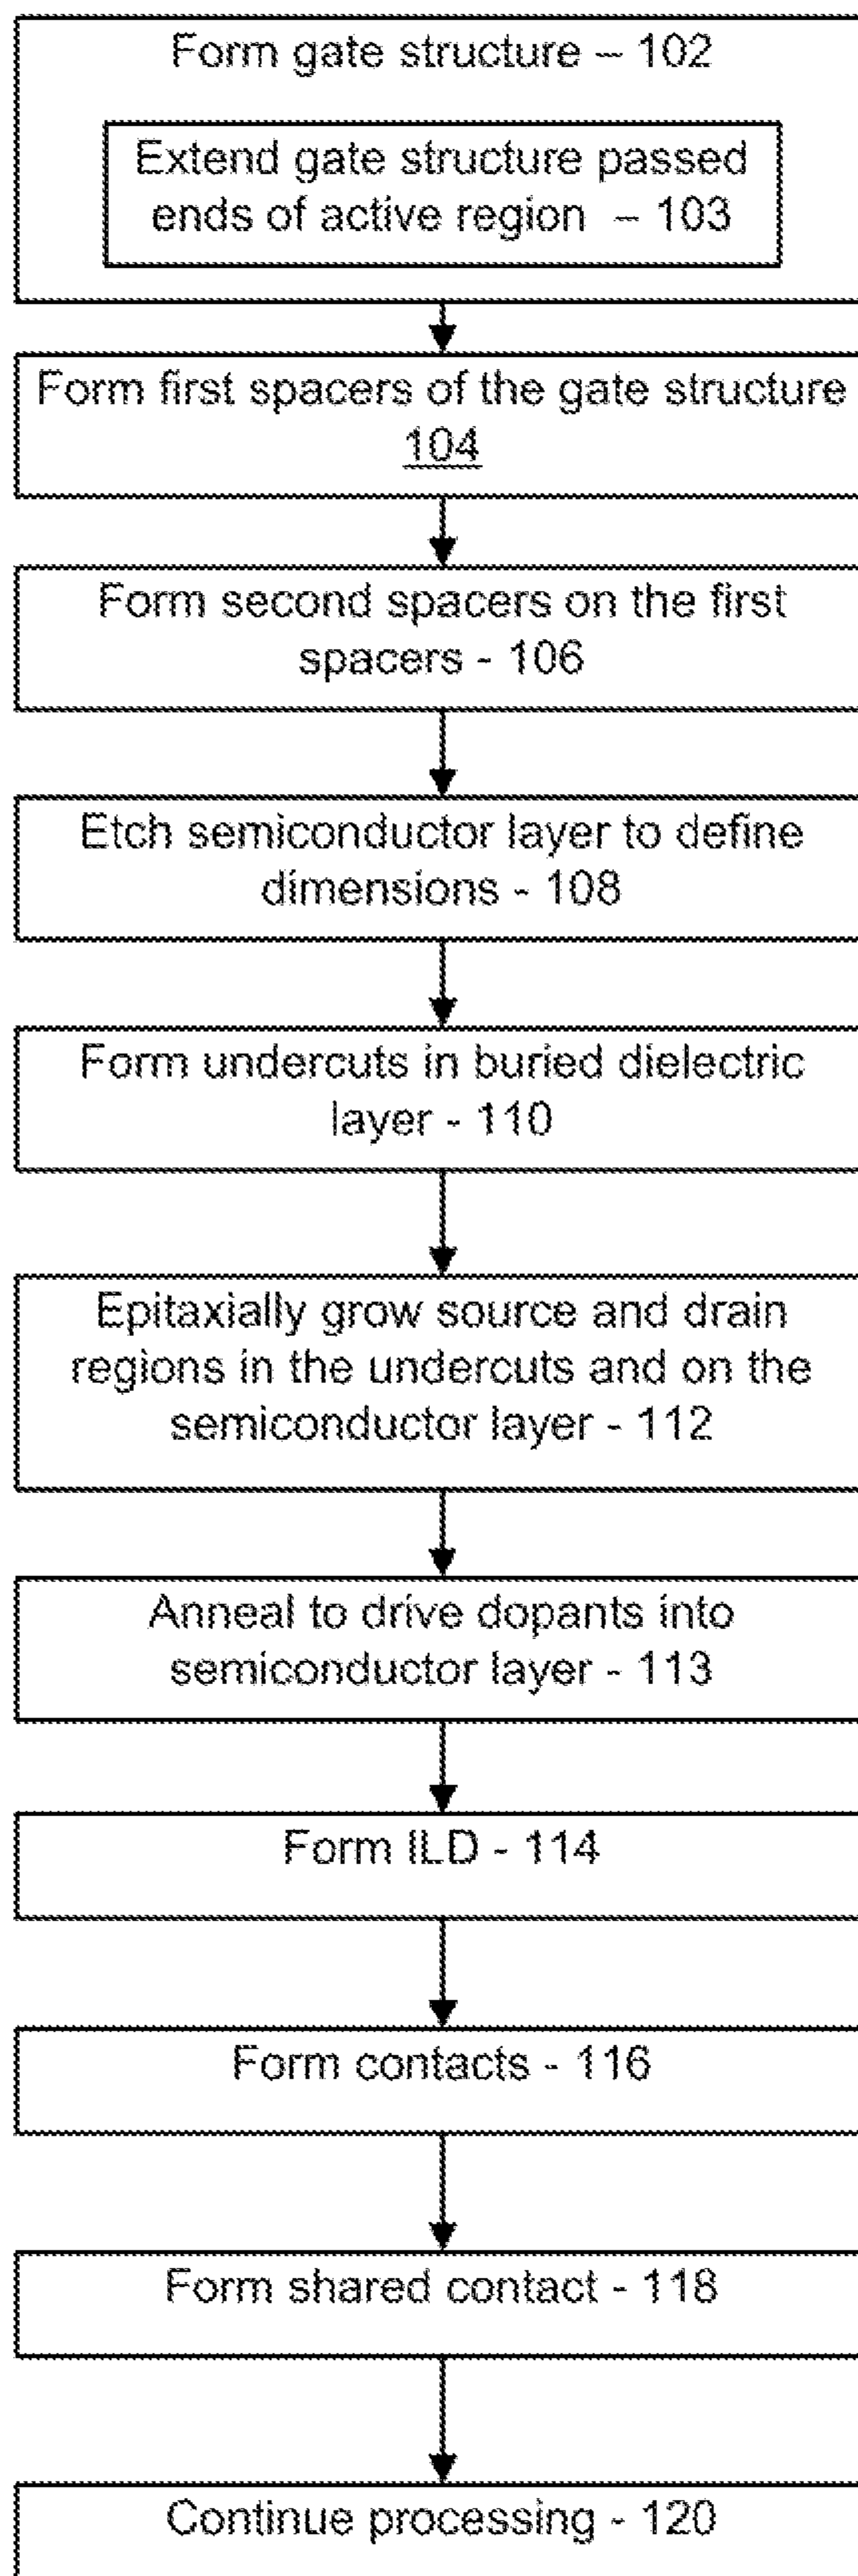 Form gate structure – 102
Extend gate structure passed
ends of active region – 103
Form first spacers of the gate structure
104
Form second spacers on the first
spacers - 106
Etch semiconductor layer to define
dimensions - 108
Form undercuts in buried dielectric
layer - 110
Epitaxially grow source and drain
regions in the undercuts and on the
semiconductor layer - 112
Anneal to drive dopants into
semiconductor layer - 113
Form ILD - 114
Form contacts - 116
Form shared contact - 118
Continue processing - 120